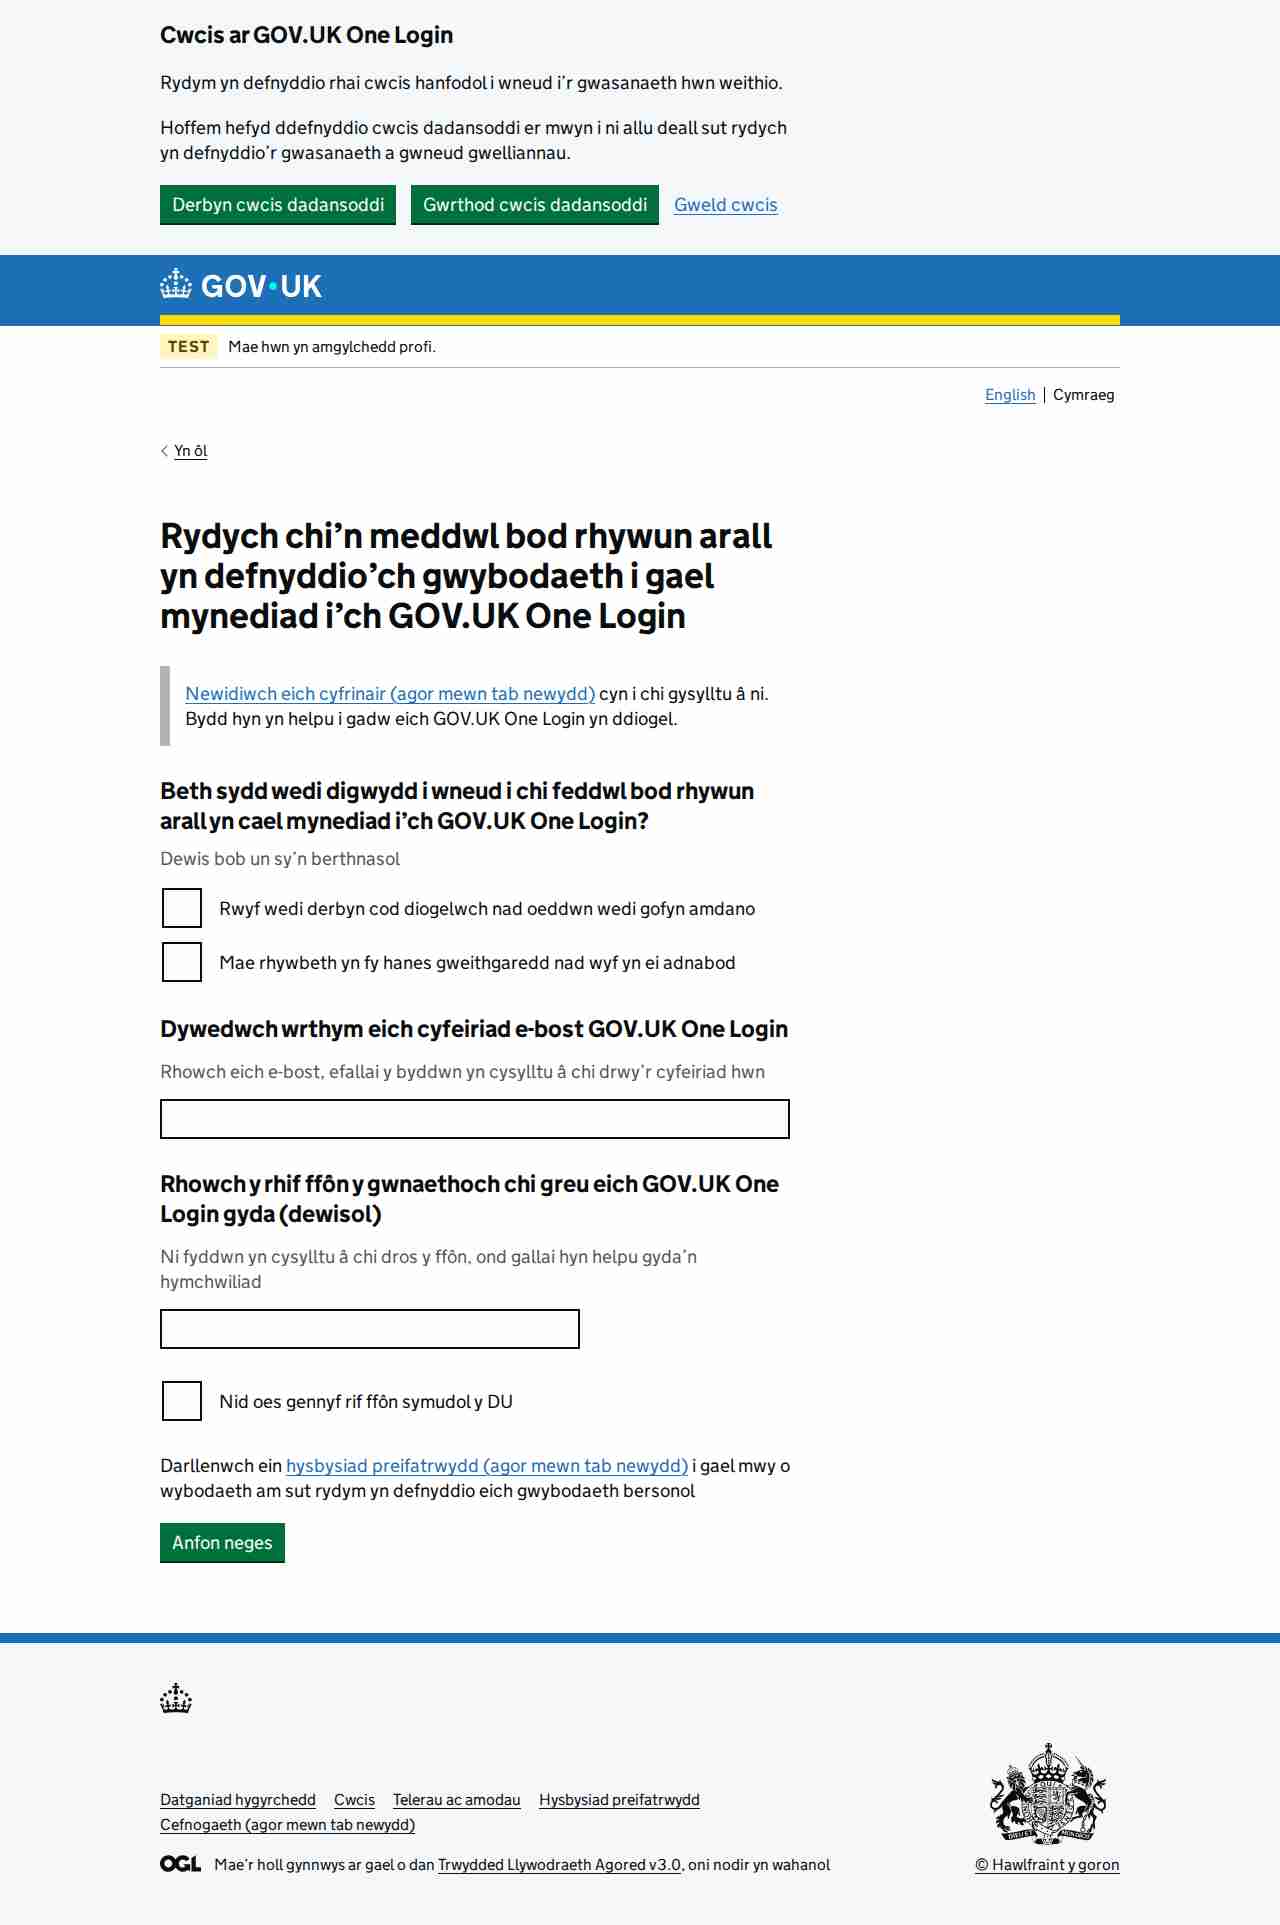 Cwcis ar GOV.UK One Login
Rydym yn defnyddio rhai cwcis hanfodol i wneud i’r gwasanaeth hwn weithio.
Hoffem hefyd ddefnyddio cwcis dadansoddi er mwyn i ni allu deall sut rydych
yn defnyddio’r gwasanaeth a gwneud gwelliannau.
Derbyn cwcis dadansoddi Gwrthod cwcis dadansoddi Gweld cwcis
GOV·UK
TEST Mae hwn yn amgylchedd profi.
English Cymraeg
Yn ôl
Rydych chi’n meddwl bod rhywun arall
yn defnyddio’ch gwybodaeth i gael
mynediad i’ch GOV.UK One Login
Newidiwch eich cyfrinair (agor mewn tab newydd) cyn i chi gysylltu â ni.
Bydd hyn yn helpu i gadw eich GOV.UK One Login yn ddiogel.
Beth sydd wedi digwydd i wneud i chi feddwl bod rhywun
arall yn cael mynediad i’ch GOV.UK One Login?
Dewis bob un sy’n berthnasol
Rwyf wedi derbyn cod diogelwch nad oeddwn wedi gofyn amdano
Mae rhywbeth yn fy hanes gweithgaredd nad wyf yn ei adnabod
Dywedwch wrthym eich cyfeiriad e-bost GOV.UK One Login
Rhowch eich e-bost, efallai y byddwn yn cysylltu â chi drwy’r cyfeiriad hwn
Rhowch y rhif ffôn y gwnaethoch chi greu eich GOV.UK One
Login gyda (dewisol)
Ni fyddwn yn cysylltu â chi dros y ffôn, ond gallai hyn helpu gyda’n
hymchwiliad
Nid oes gennyf rif ffôn symudol y DU
Darllenwch ein hysbysiad preifatrwydd (agor mewn tab newydd) i gael mwy o
wybodaeth am sut rydym yn defnyddio eich gwybodaeth bersonol
Anfon neges
Datganiad hygyrchedd Cwcis Telerau ac amodau Hysbysiad preifatrwydd
Cefnogaeth (agor mewn tab newydd)
OGL Mae’r holl gynnwys ar gael o dan Trwydded Llywodraeth Agored v3.0, oni nodir yn wahanol
© Hawlfraint y goron